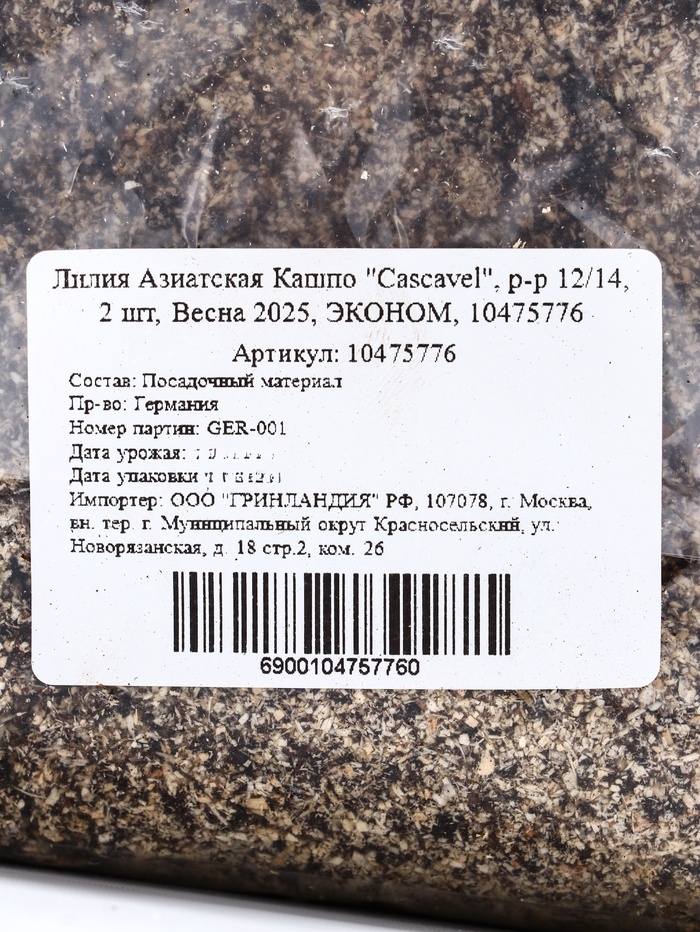 Лилия Азиатская Кашпо "Cascavel", р-р 12/14,
2 шт, Весна 2025, ЭКОНОМ, 10475776
Артикул: 10475776
Состав: Посадочный материал
Пр-во: Германия
Номер партии: GER-001
Дата урожая:
Дата упаковки
Импортер: ООО "ГРИНЛАНДИЯ" РФ, 107078, г. Москва,
вн. тер. г. Муниципальный округ Красносельский, ул.
Новорязанская, д. 18 стр.2, ком. 26
6900104757760